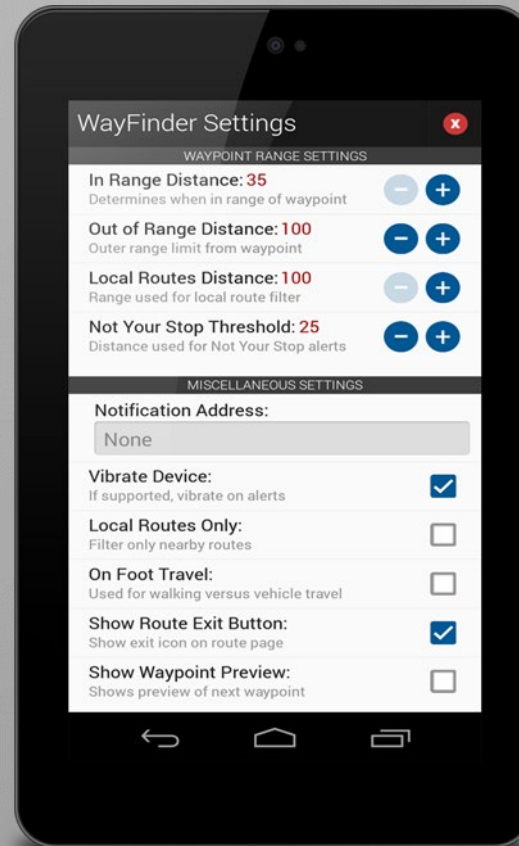 WayFinder Settings
x
WAYPOINT RANGE SETTINGS
In Range Distance: 35
Determines when in range of waypoint
Out of Range Distance: 100
Outer range limit from waypoint
Local Routes Distance: 100
Range used for local route filter
Not Your Stop Threshold: 25
Distance used for Not Your Stop alerts
MISCELLANEOUS SETTINGS
Notification Address:
None
Vibrate Device:
If supported, vibrate on alerts
Local Routes Only:
Filter only nearby routes
On Foot Travel:
Used for walking versus vehicle travel
Show Route Exit Button:
Show exit icon on route page
Show Waypoint Preview:
Shows preview of next waypoint